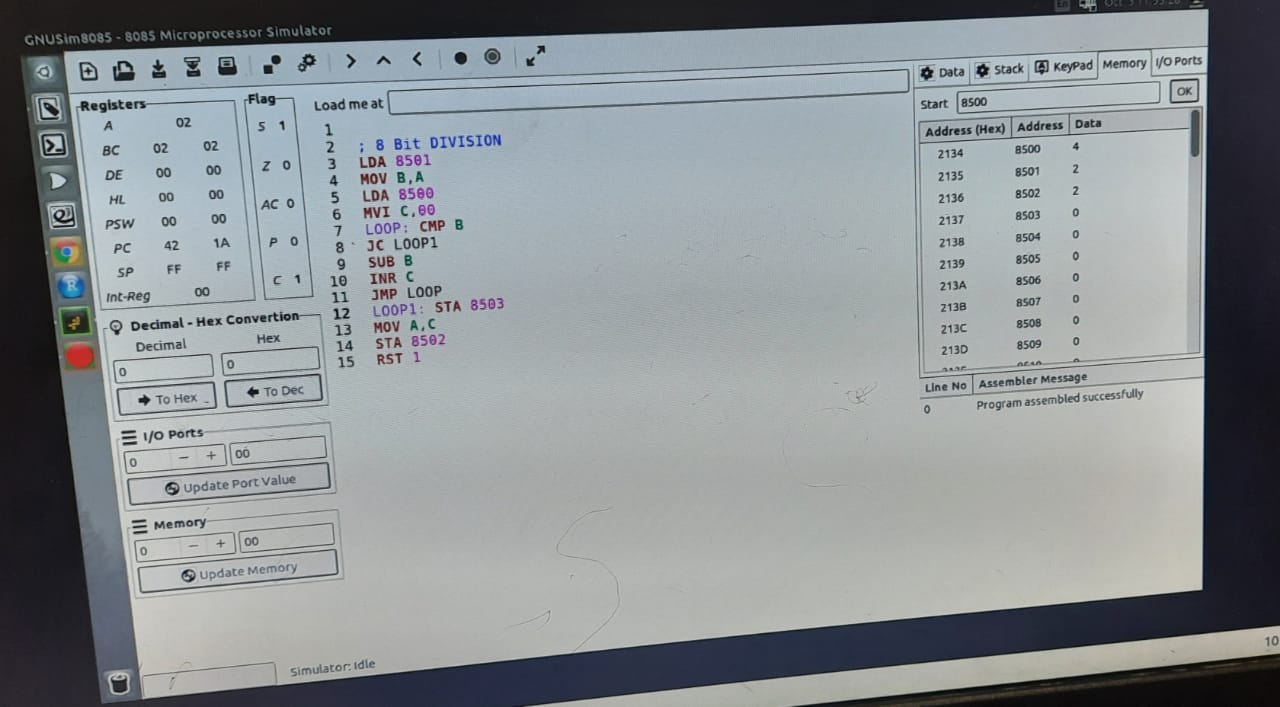 GNUSim8085 - 8085 Microprocessor Simulator
Registers
A 02
BC 02 02
DE 00 00
HL 00 00
PSW 00 00
PC 42 1A
SP FF FF
Int-Reg 00
Flag
S 1
Z 0
AC 0
P 0
C 1
Decimal - Hex Convertion
Decimal Hex
0 0
To Hex To Dec
I/O Ports
0 - + 00
Update Port Value
Memory
0 - + 00
Update Memory
Load me at
1
2 ; 8 Bit DIVISION
3 LDA 8501
4 MOV B,A
5 LDA 8500
6 MVI C,00
7 LOOP: CMP B
8 JC LOOP1
9 SUB B
10 INR C
11 JMP LOOP
12 LOOP1: STA 8503
13 MOV A,C
14 STA 8502
15 RST 1
Data Stack KeyPad Memory I/O Ports
Start 8500 OK
Address (Hex) Address Data
2134 8500 4
2135 8501 2
2136 8502 2
2137 8503 0
2138 8504 0
2139 8505 0
213A 8506 0
213B 8507 0
213C 8508 0
213D 8509 0
Line No Assembler Message
0 Program assembled successfully
Simulator: Idle
10